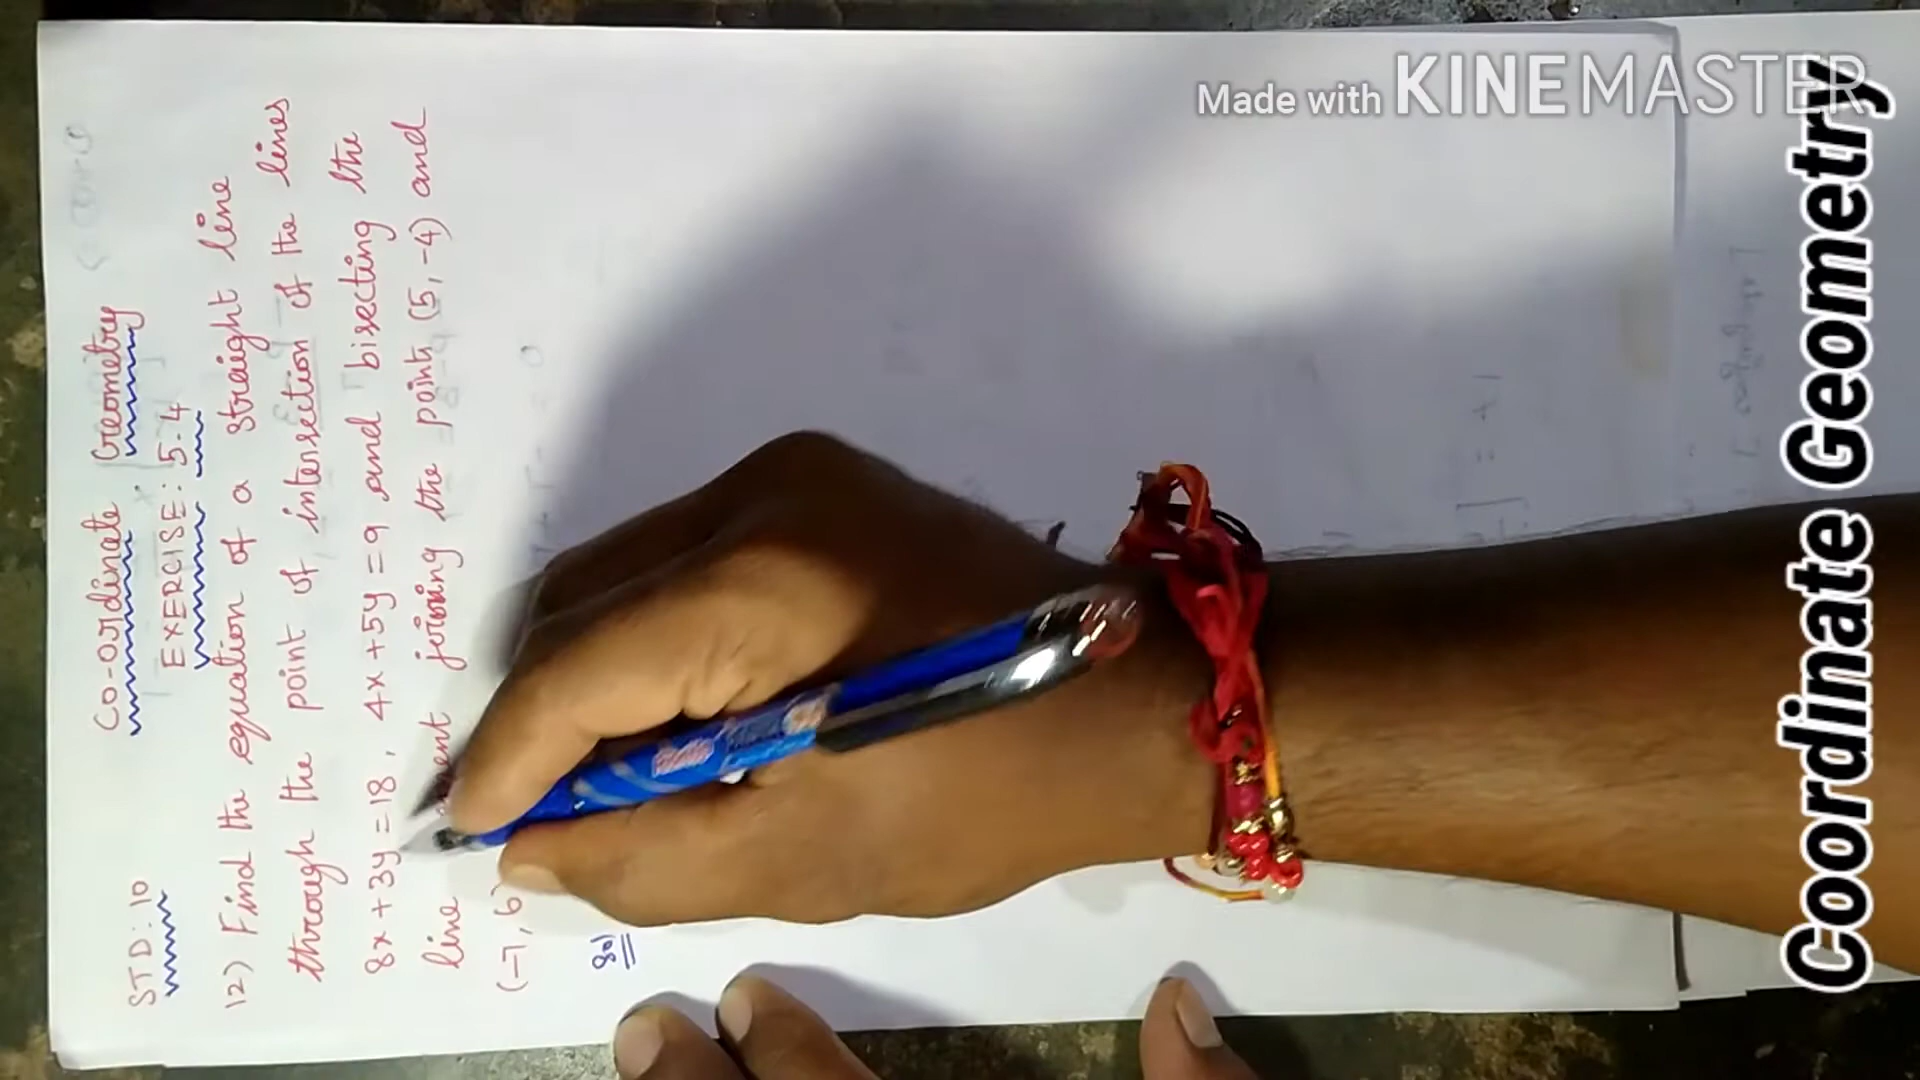 Made with KINEMASTER
Coordinate Geometry
Co-ordinate Geometry
STD: 10 EXERCISE: 5.4
12) Find the equation of a straight line
through the point of intersection of the lines
8x + 3y = 18, 4x + 5y = 9 and bisecting the
line joining the points (5, -4) and
(-7, 6)
Sol